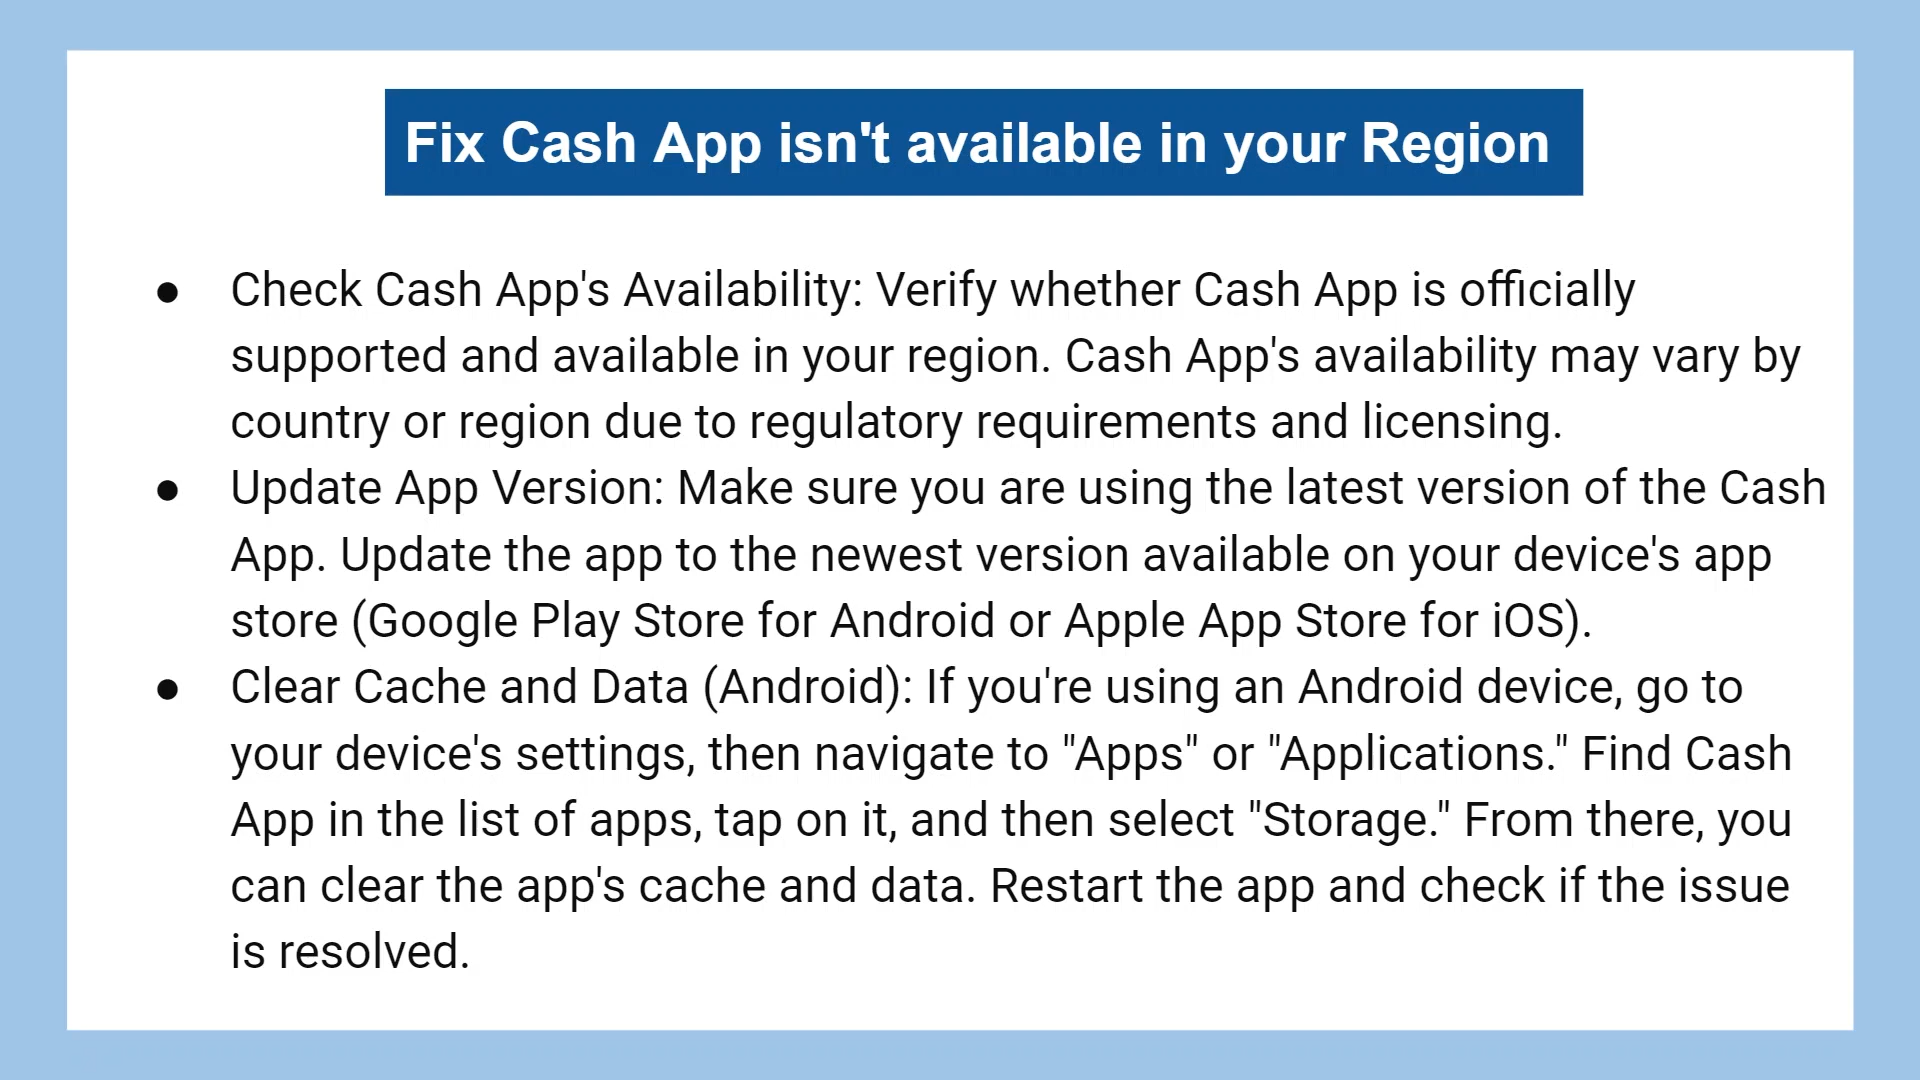 Fix Cash App isn't available in your Region
● Check Cash App's Availability: Verify whether Cash App is officially
supported and available in your region. Cash App's availability may vary by
country or region due to regulatory requirements and licensing.
● Update App Version: Make sure you are using the latest version of the Cash
App. Update the app to the newest version available on your device's app
store (Google Play Store for Android or Apple App Store for iOS).
● Clear Cache and Data (Android): If you're using an Android device, go to
your device's settings, then navigate to "Apps" or "Applications." Find Cash
App in the list of apps, tap on it, and then select "Storage." From there, you
can clear the app's cache and data. Restart the app and check if the issue
is resolved.